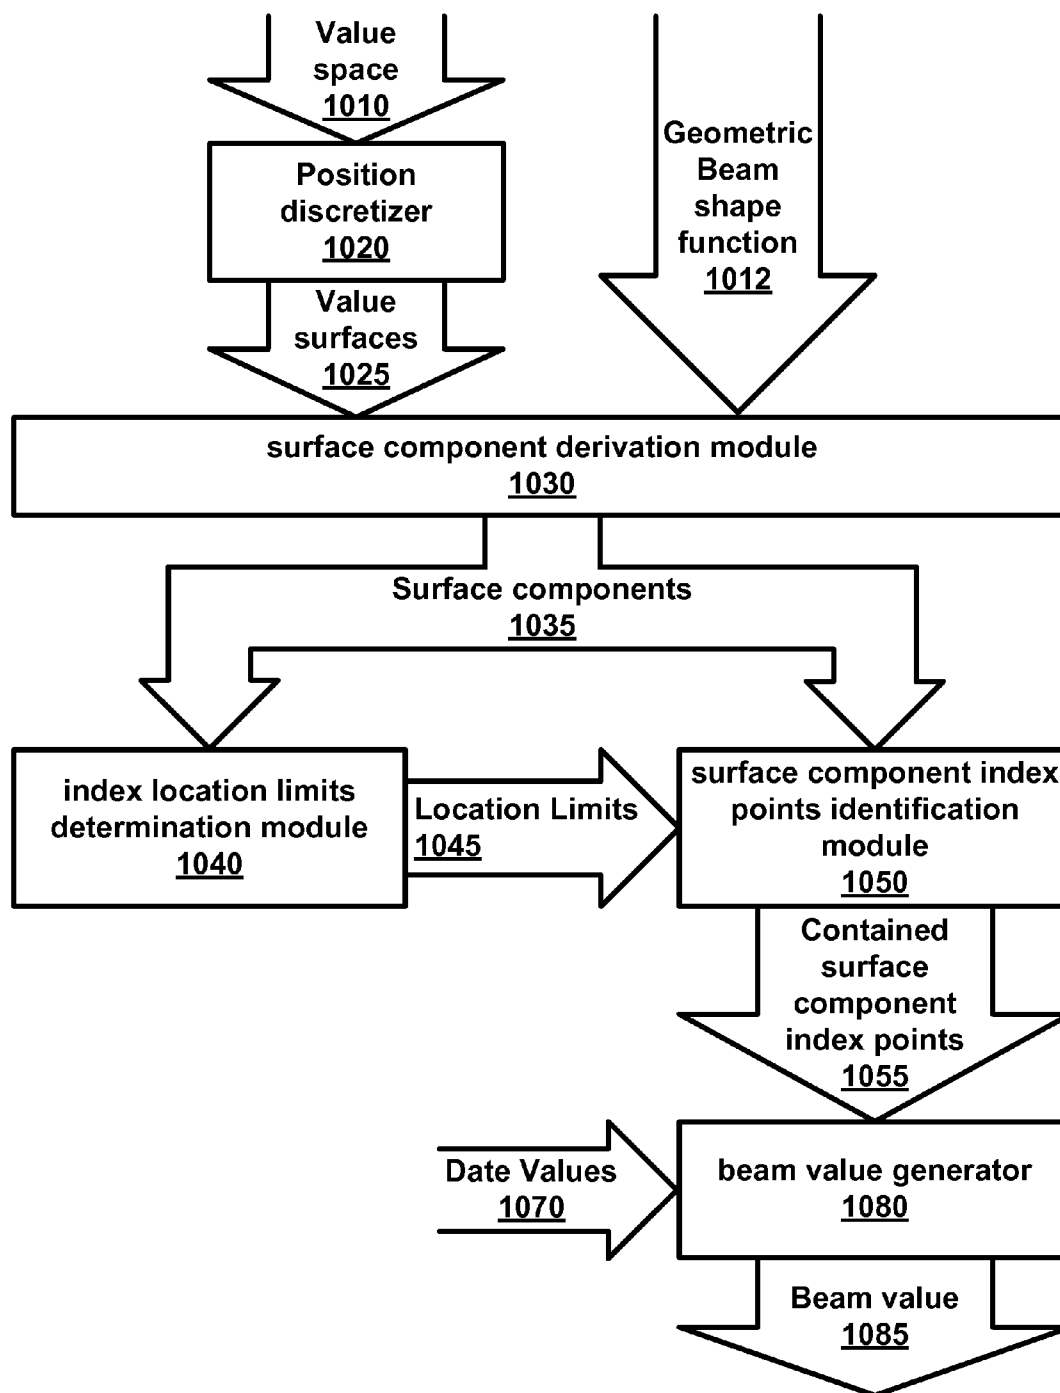 Value
space
1010
Geometric
Beam
shape
function
1012
Position
discretizer
1020
Value
surfaces
1025
surface component derivation module
1030
Surface components
1035
index location limits
determination module
1040
Location Limits
1045
surface component index
points identification
module
1050
Contained
surface
component
index points
1055
Date Values
1070
beam value generator
1080
Beam value
1085